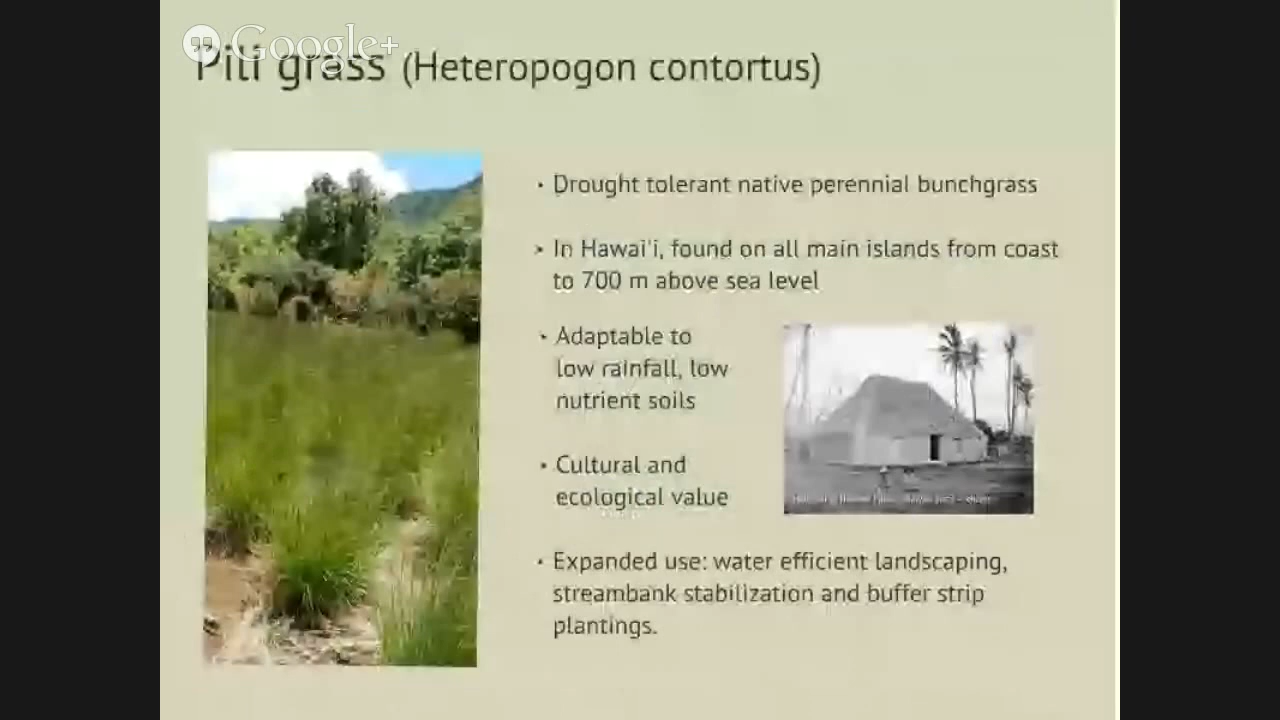 Google+
Pili grass (Heteropogon contortus)
· Drought tolerant native perennial bunchgrass
· In Hawai'i, found on all main islands from coast
to 700 m above sea level
· Adaptable to
low rainfall, low
nutrient soils
· Cultural and
ecological value
· Expanded use: water efficient landscaping,
streambank stabilization and buffer strip
plantings.